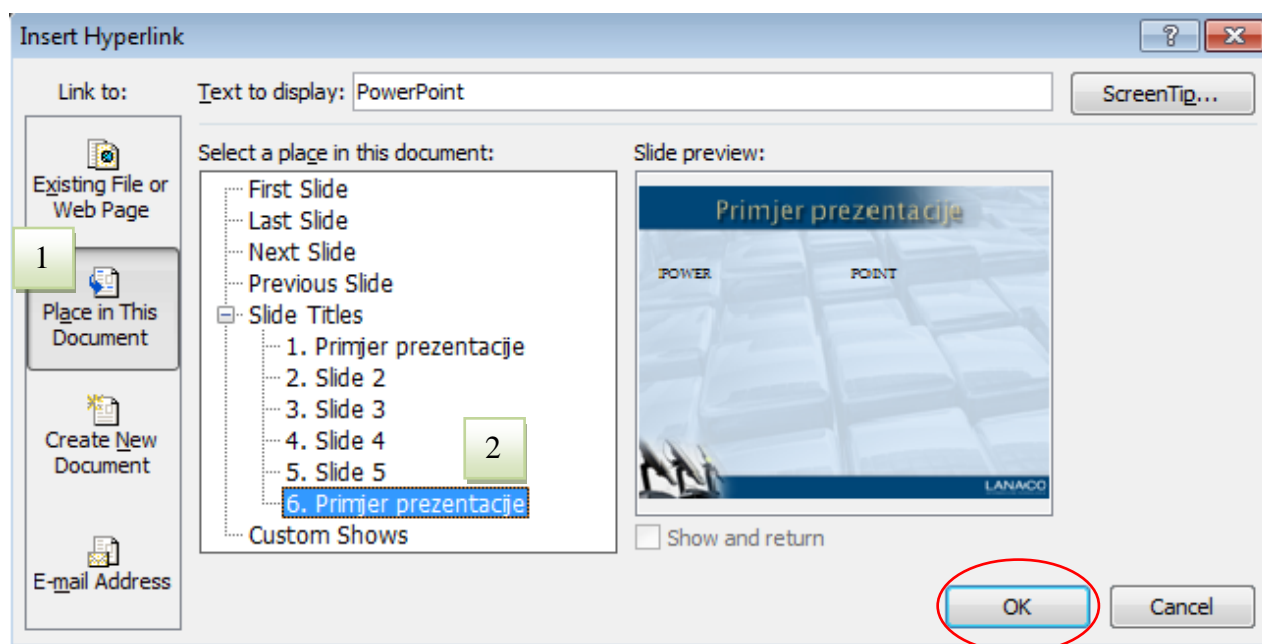 Insert Hyperlink
Link to:
Text to display: PowerPoint
ScreenTip...
Existing File or
Web Page
1
Place in This
Document
Create New
Document
E-mail Address
Select a place in this document:
First Slide
Last Slide
Next Slide
Previous Slide
Slide Titles
1. Primjer prezentacije
2. Slide 2
3. Slide 3
4. Slide 4
5. Slide 5
6. Primjer prezentacije
Custom Shows
2
Slide preview:
Primjer prezentacije
POWER POINT
LANACO
Show and return
OK
Cancel